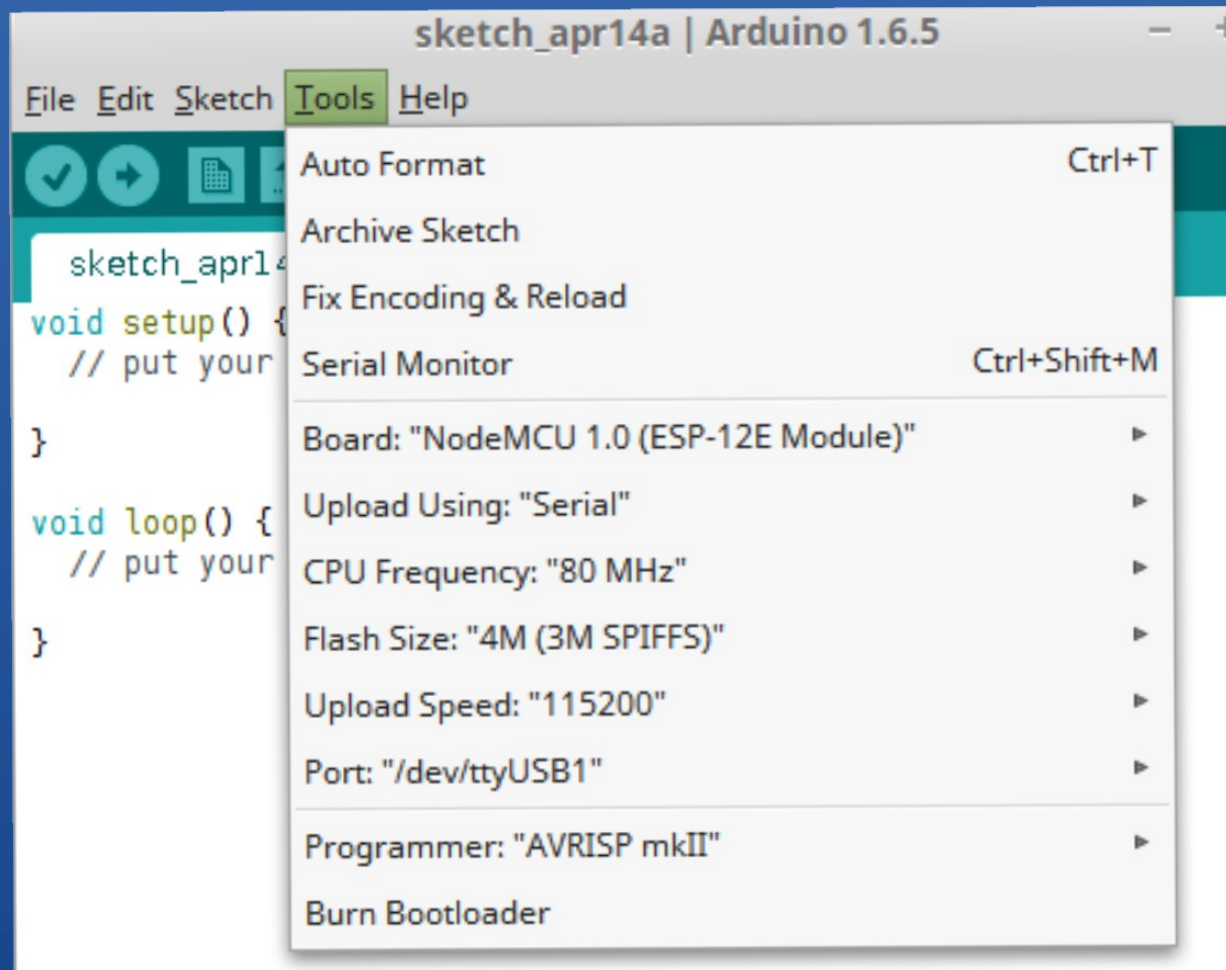 sketch_apr14a | Arduino 1.6.5
File Edit Sketch Tools Help
Auto Format Ctrl+T
Archive Sketch
Fix Encoding & Reload
Serial Monitor Ctrl+Shift+M
Board: "NodeMCU 1.0 (ESP-12E Module)"
Upload Using: "Serial"
CPU Frequency: "80 MHz"
Flash Size: "4M (3M SPIFFS)"
Upload Speed: "115200"
Port: "/dev/ttyUSB1"
Programmer: "AVRISP mkII"
Burn Bootloader
sketch_apr14
void setup() {
// put your
}
void loop() {
// put your
}